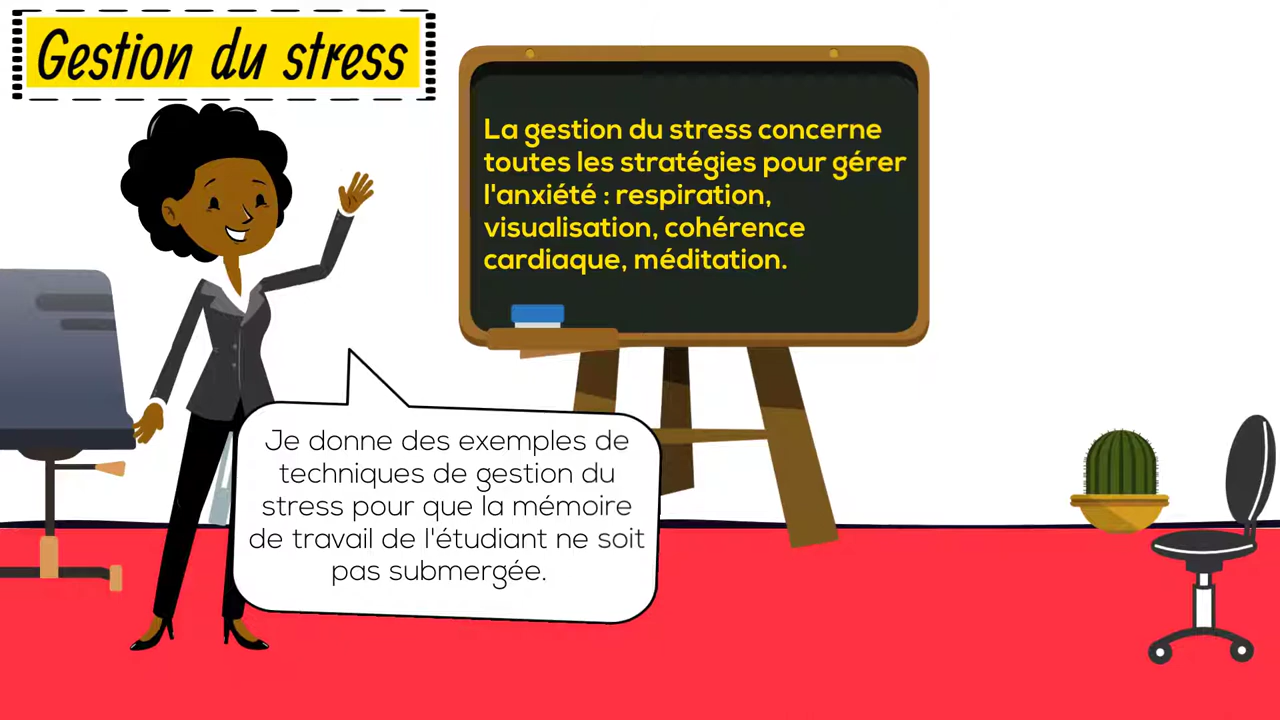 Gestion du stress
La gestion du stress concerne
toutes les stratégies pour gérer
l'anxiété : respiration,
visualisation, cohérence
cardiaque, méditation.
Je donne des exemples de
techniques de gestion du
stress pour que la mémoire
de travail de l'étudiant ne soit
pas submergée.